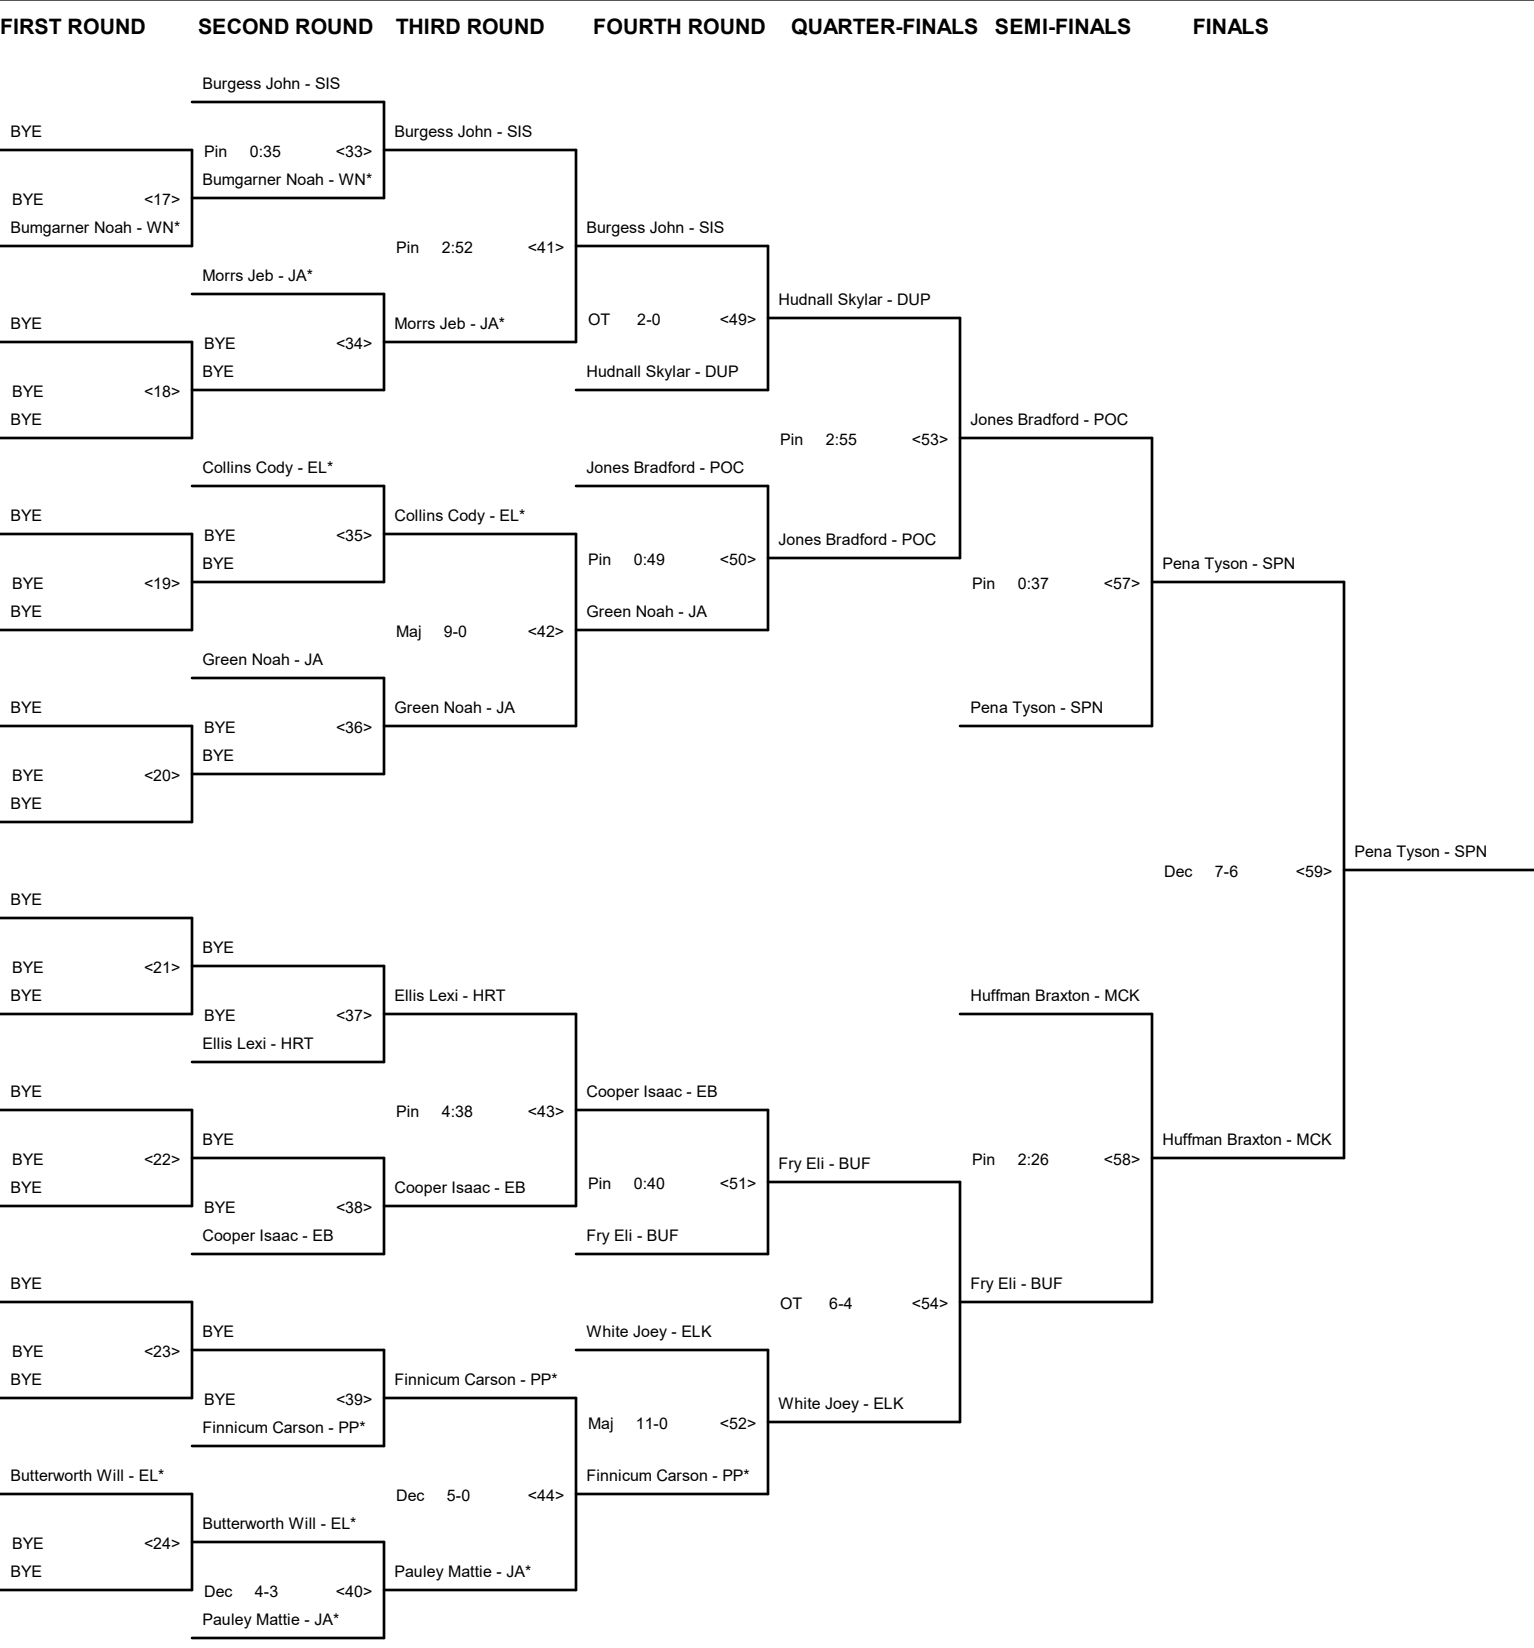 FIRST ROUND SECOND ROUND THIRD ROUND FOURTH ROUND QUARTER-FINALS SEMI-FINALS FINALS
Burgess John - SIS
BYE Burgess John - SIS
Pin 0:35 <33>
Bumgarner Noah - WN*
BYE <17>
Bumgarner Noah - WN* Burgess John - SIS
Pin 2:52 <41>
Morrs Jeb - JA*
Hudnall Skylar - DUP
BYE Morrs Jeb - JA* OT 2-0 <49>
BYE <34>
BYE Hudnall Skylar - DUP
BYE <18>
BYE Jones Bradford - POC
Pin 2:55 <53>
Collins Cody - EL* Jones Bradford - POC
BYE Collins Cody - EL*
BYE <35> Jones Bradford - POC
BYE Pin 0:49 <50> Pena Tyson - SPN
BYE <19> Pin 0:37 <57>
BYE Green Noah - JA
Maj 9-0 <42>
Green Noah - JA
BYE Green Noah - JA Pena Tyson - SPN
BYE <36>
BYE
BYE <20>
BYE
Pena Tyson - SPN
Dec 7-6 <59>
BYE
BYE
BYE <21>
BYE Ellis Lexi - HRT Huffman Braxton - MCK
BYE <37>
Ellis Lexi - HRT
BYE Cooper Isaac - EB
Pin 4:38 <43>
BYE Huffman Braxton - MCK
BYE <22> Fry Eli - BUF Pin 2:26 <58>
BYE Cooper Isaac - EB Pin 0:40 <51>
BYE <38>
Cooper Isaac - EB Fry Eli - BUF
BYE Fry Eli - BUF
OT 6-4 <54>
BYE White Joey - ELK
BYE <23>
BYE Finnicum Carson - PP*
BYE <39> White Joey - ELK
Finnicum Carson - PP* Maj 11-0 <52>
Butterworth Will - EL* Finnicum Carson - PP*
Dec 5-0 <44>
Butterworth Will - EL*
BYE <24>
BYE Pauley Mattie - JA*
Dec 4-3 <40>
Pauley Mattie - JA*